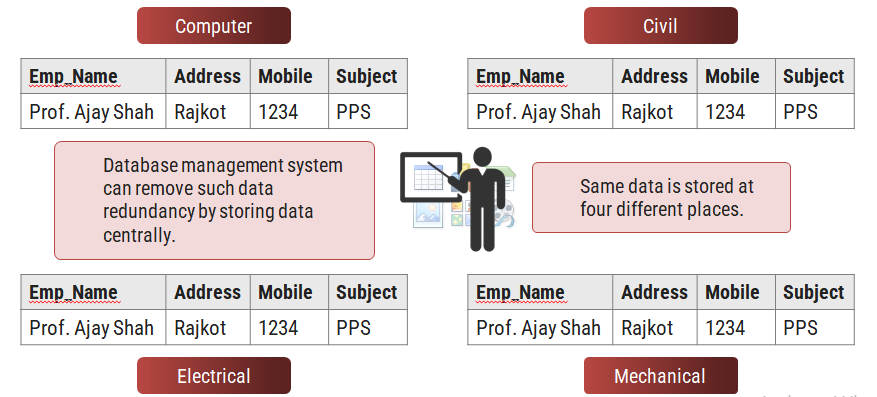 Computer
Civil
Emp_Name Address Mobile Subject
Prof. Ajay Shah Rajkot 1234 PPS
Emp_Name Address Mobile Subject
Prof. Ajay Shah Rajkot 1234 PPS
Database management system
can remove such data
redundancy by storing data
centrally.
Same data is stored at
four different places.
Emp_Name Address Mobile Subject
Prof. Ajay Shah Rajkot 1234 PPS
Emp_Name Address Mobile Subject
Prof. Ajay Shah Rajkot 1234 PPS
Electrical
Mechanical